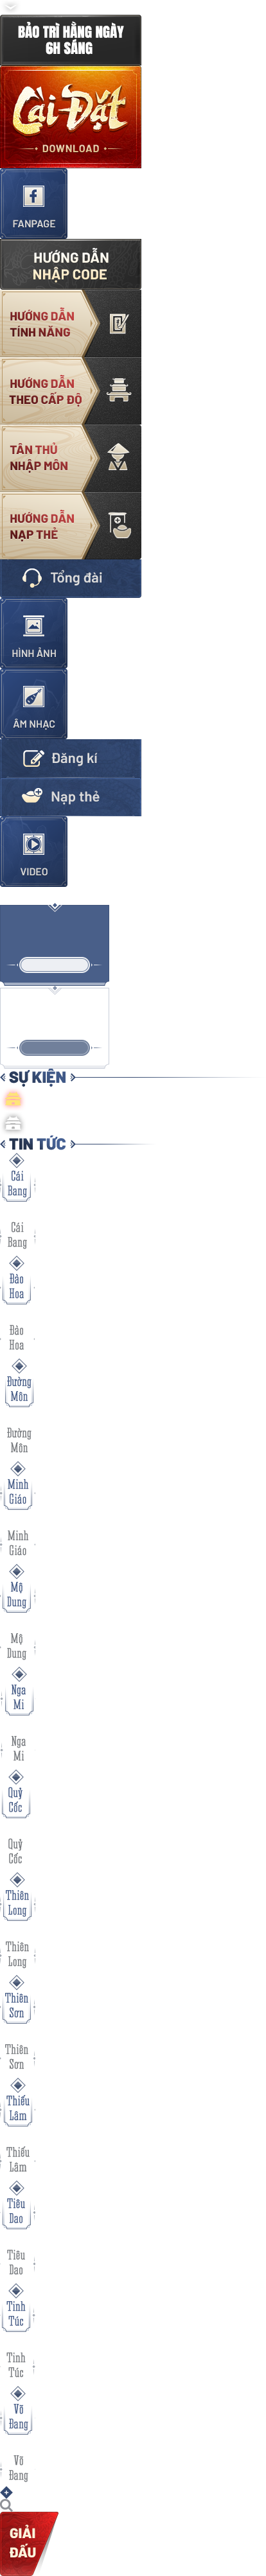 BẢO TRÌ HẰNG NGÀY
6H SÁNG
Cài Đặt
DOWNLOAD
FANPAGE
HƯỚNG DẪN
NHẬP CODE
HƯỚNG DẪN
TÍNH NĂNG
HƯỚNG DẪN
THEO CẤP ĐỘ
TÂN THỦ
NHẬP MÔN
HƯỚNG DẪN
NẠP THẺ
Tổng đài
HÌNH ẢNH
ÂM NHẠC
Đăng kí
Nạp thẻ
VIDEO
SỰ KIỆN
TIN TỨC
Cái
Bang
Cái
Bang
Đào
Hoa
Đào
Hoa
Đường
Môn
Đường
Môn
Minh
Giáo
Minh
Giáo
Mộ
Dung
Mộ
Dung
Nga
Mi
Nga
Mi
Quỷ
Cốc
Quỷ
Cốc
Thiên
Long
Thiên
Long
Thiên
Sơn
Thiên
Sơn
Thiếu
Lâm
Thiếu
Lâm
Tiêu
Dao
Tiêu
Dao
Tinh
Túc
Tinh
Túc
Võ
Đang
Võ
Đang
GIẢI
ĐẤU